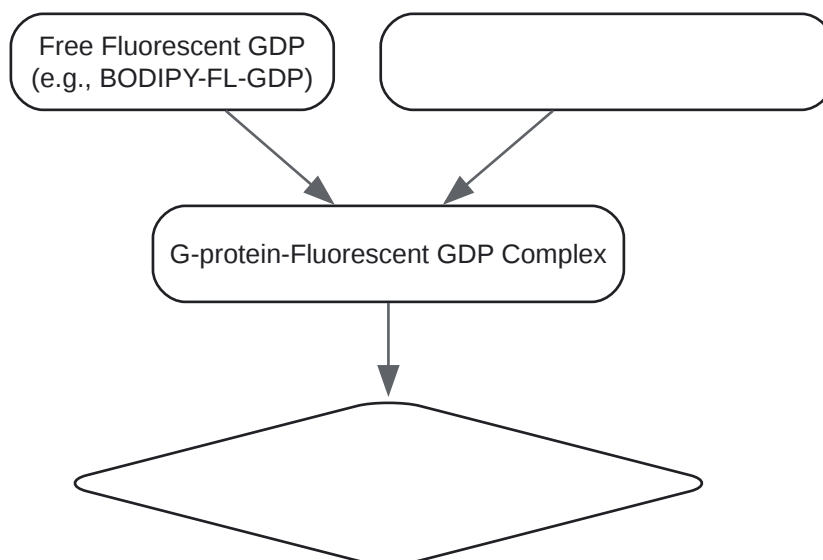 Free Fluorescent GDP
(e.g., BODIPY-FL-GDP)
G-protein-Fluorescent GDP Complex